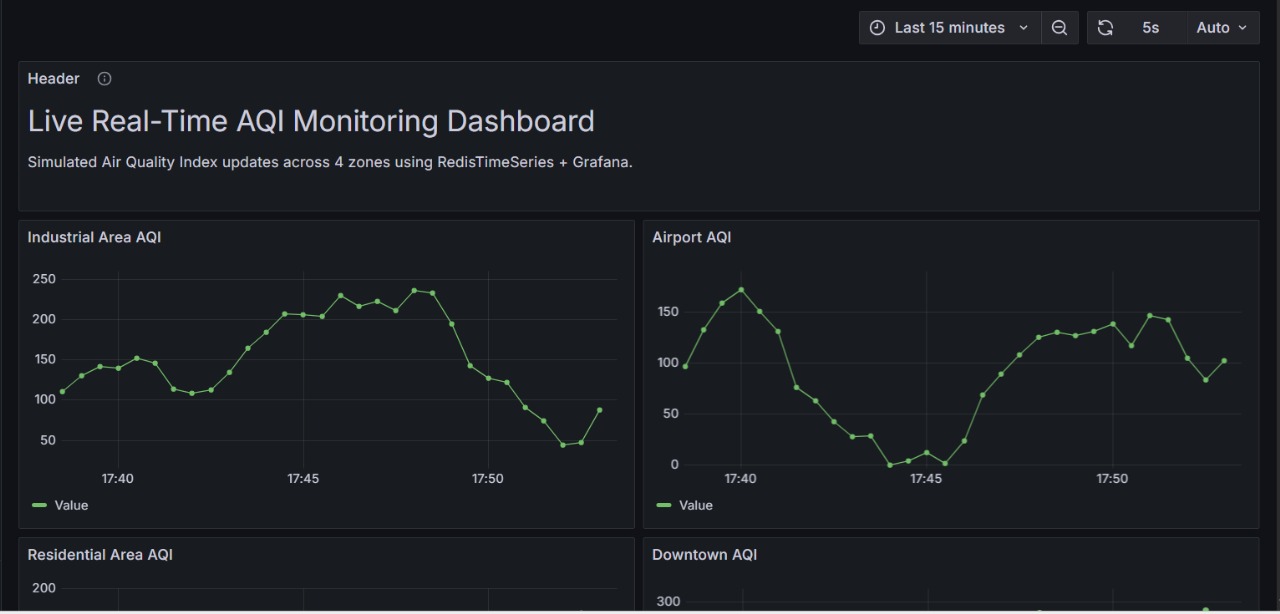 Last 15 minutes 5s Auto
Header
Live Real-Time AQI Monitoring Dashboard
Simulated Air Quality Index updates across 4 zones using RedisTimeSeries + Grafana.
Industrial Area AQI
250
200
150
100
50
17:40 17:45 17:50
Value
Airport AQI
150
100
50
0
17:40 17:45 17:50
Value
Residential Area AQI
200
Downtown AQI
300